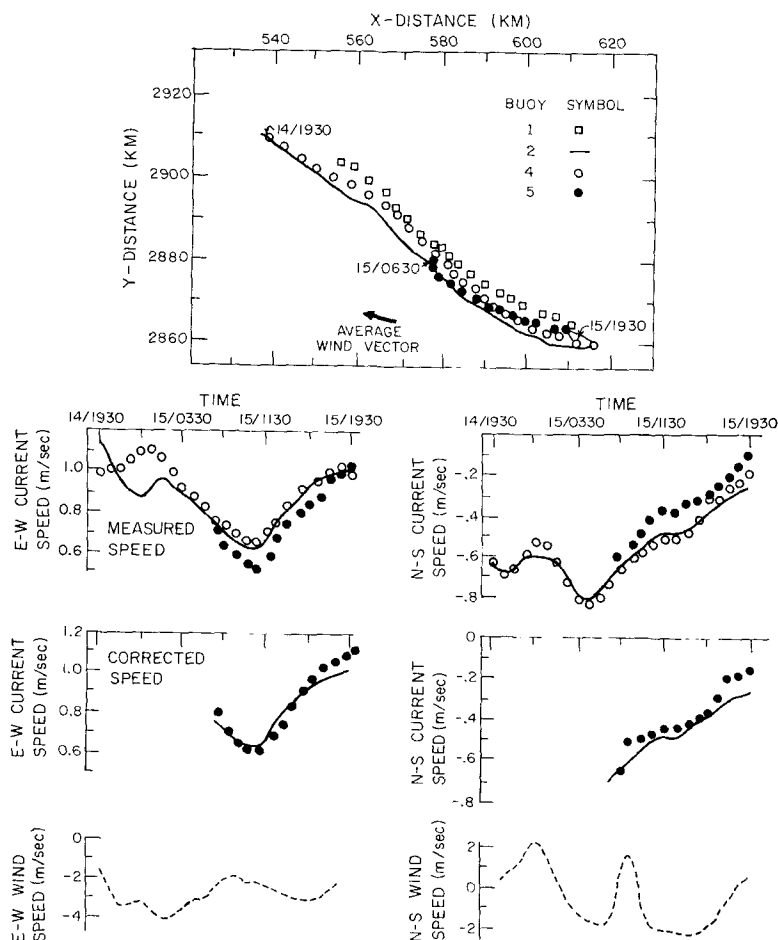 X-DISTANCE (KM)
540 560 580 600 620
Y-DISTANCE (KM)
2920
2900
2880
2860
14/1930
BUOY SYMBOL
1
2
4
5
15/0630
15/1930
AVERAGE
WIND VECTOR
TIME
14/1930 15/0330 15/1130 15/1930
E-W CURRENT
SPEED (m/sec)
1.0
0.8
0.6
MEASURED
SPEED
TIME
14/1930 15/0330 15/1130 15/1930
N-S CURRENT
SPEED (m/sec)
-.2
-.4
-.6
-.8
E-W CURRENT
SPEED (m/sec)
1.2
1.0
0.8
0.6
CORRECTED
SPEED
N-S CURRENT
SPEED (m/sec)
0
-.2
-.4
-.6
-.8
E-W WIND
SPEED (m/sec)
0
-2
-4
N-S WIND
SPEED (m/sec)
2
0
-2